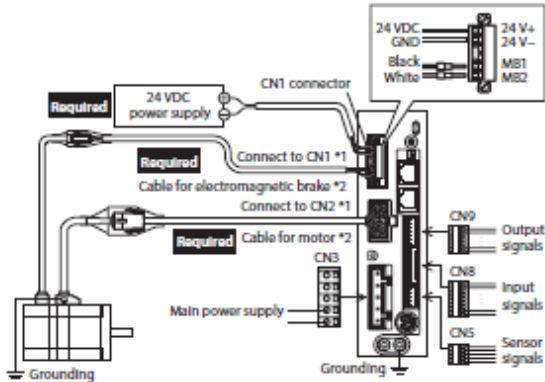 24 VDC
GND
Black
White
24 V+
24 V−
MB1
MB2
CN1 connector
Required
24 VDC
power supply
Required
Connect to CN1 *1
Cable for electromagnetic brake *2
Connect to CN2 *1
Required
Cable for motor *2
CN3
Main power supply
CN9
Output
signals
CN8
Input
signals
CN5
Sensor
signals
Grounding
Grounding